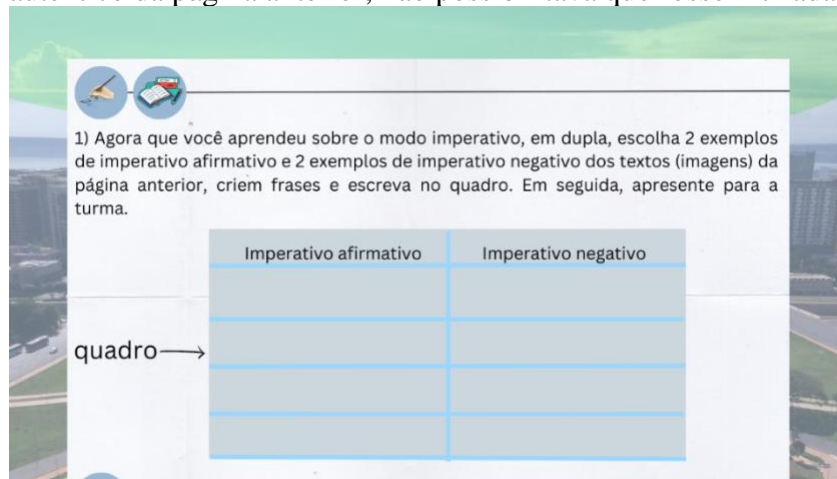 1) Agora que você aprendeu sobre o modo imperativo, em dupla, escolha 2 exemplos
de imperativo afirmativo e 2 exemplos de imperativo negativo dos textos (imagens) da
página anterior, criem frases e escreva no quadro. Em seguida, apresente para a
turma.
Imperativo afirmativo
Imperativo negativo
quadro